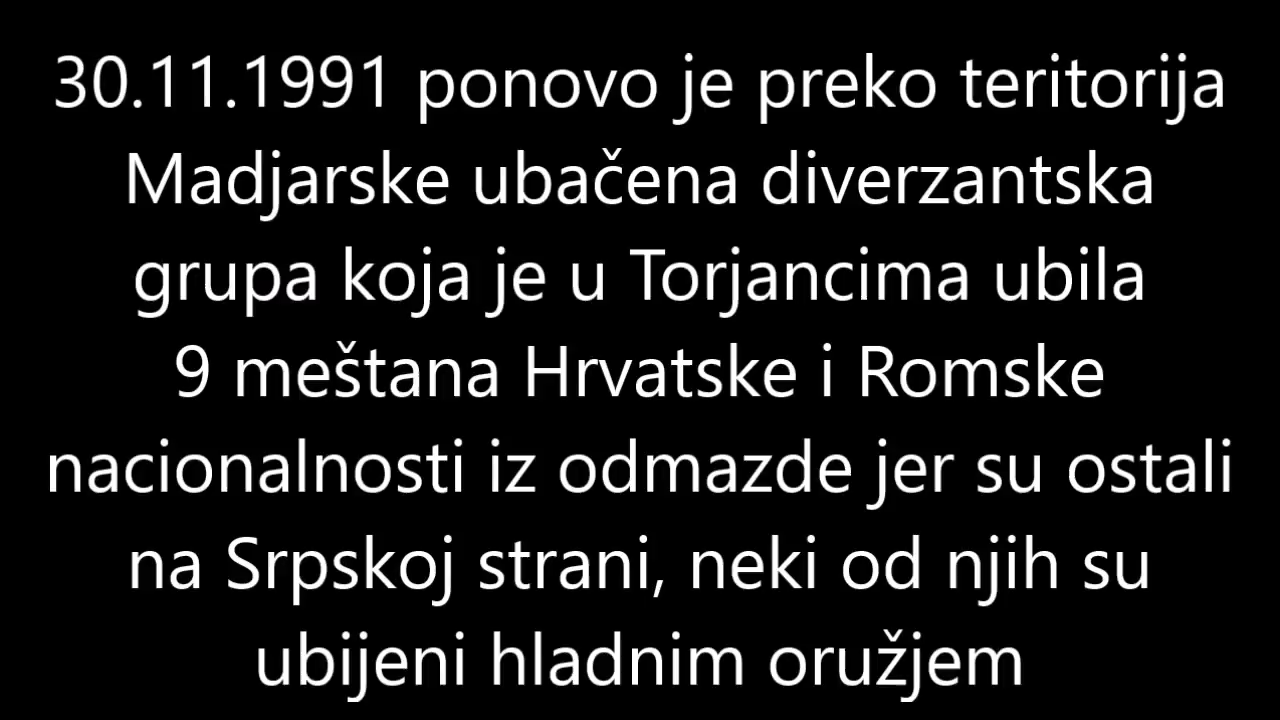 30.11.1991 ponovo je preko teritorija
Madjarske ubačena diverzantska
grupa koja je u Torjancima ubila
9 meštana Hrvatske i Romske
nacionalnosti iz odmazde jer su ostali
na Srpskoj strani, neki od njih su
ubijeni hladnim oružjem